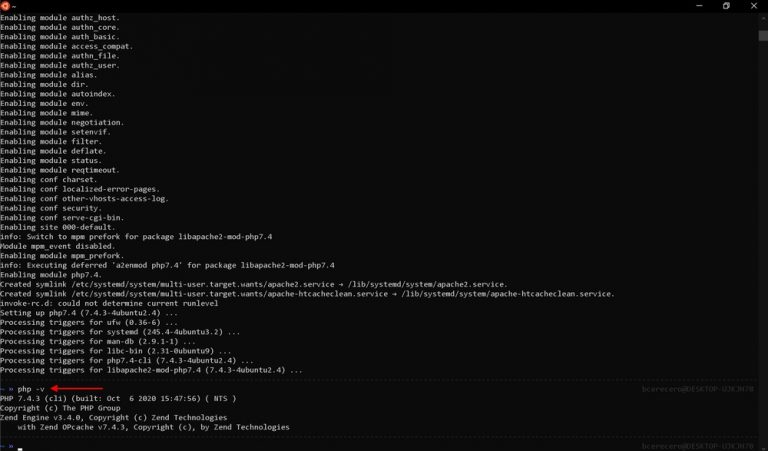 ~
Enabling module authz_host.
Enabling module authn_core.
Enabling module auth_basic.
Enabling module access_compat.
Enabling module authn_file.
Enabling module authz_user.
Enabling module alias.
Enabling module dir.
Enabling module autoindex.
Enabling module env.
Enabling module mime.
Enabling module negotiation.
Enabling module setenvif.
Enabling module filter.
Enabling module deflate.
Enabling module status.
Enabling module reqtimeout.
Enabling conf charset.
Enabling conf localized-error-pages.
Enabling conf other-vhosts-access-log.
Enabling conf security.
Enabling conf serve-cgi-bin.
Enabling site 000-default.
info: Switch to mpm prefork for package libapache2-mod-php7.4
Module mpm_event disabled.
Enabling module mpm_prefork.
info: Executing deferred 'a2enmod php7.4' for package libapache2-mod-php7.4
Enabling module php7.4.
Created symlink /etc/systemd/system/multi-user.target.wants/apache2.service → /lib/systemd/system/apache2.service.
Created symlink /etc/systemd/system/multi-user.target.wants/apache-htcacheclean.service → /lib/systemd/system/apache-htcacheclean.service.
invoke-rc.d: could not determine current runlevel
Setting up php7.4 (7.4.3-4ubuntu2.4) ...
Processing triggers for ufw (0.36-6) ...
Processing triggers for systemd (245.4-4ubuntu3.2) ...
Processing triggers for man-db (2.9.1-1) ...
Processing triggers for libc-bin (2.31-0ubuntu9) ...
Processing triggers for php7.4-cli (7.4.3-4ubuntu2.4) ...
Processing triggers for libapache2-mod-php7.4 (7.4.3-4ubuntu2.4) ...
~ » php -v
PHP 7.4.3 (cli) (built: Oct  6 2020 15:47:56) ( NTS )
Copyright (c) The PHP Group
Zend Engine v3.4.0, Copyright (c) Zend Technologies
    with Zend OPcache v7.4.3, Copyright (c), by Zend Technologies
~ »